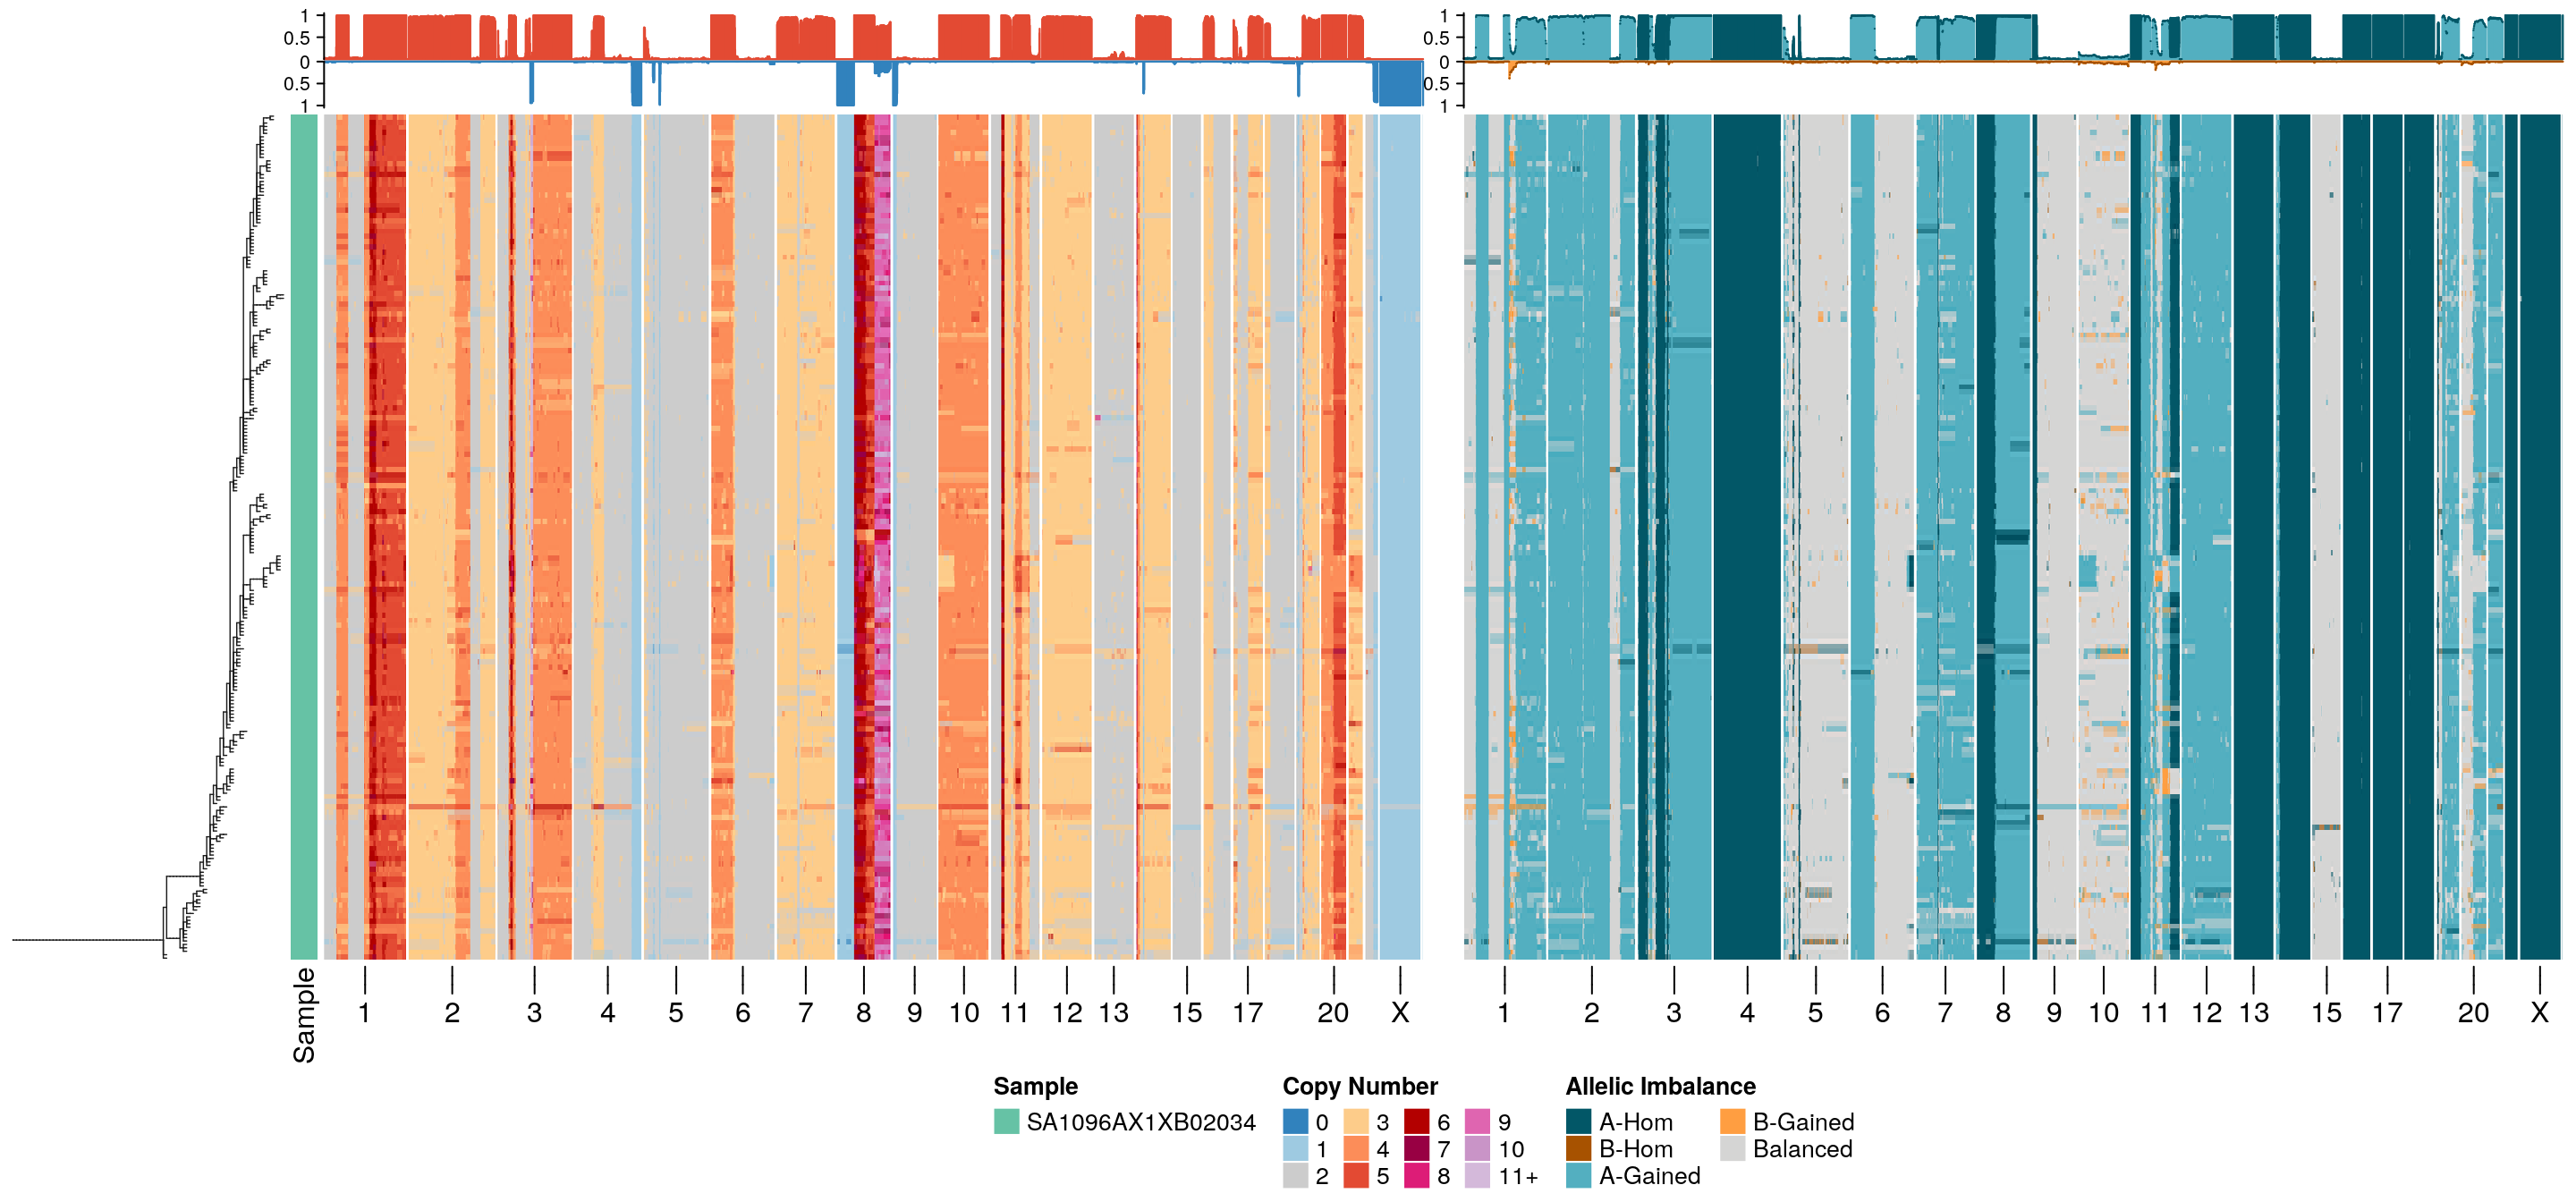 1
0.5
0
0.5
1
1
0.5
0
0.5
1
Sample
1 2 3 4 5 6 7 8 9 10 11 12 13 15 17 20 X
1 2 3 4 5 6 7 8 9 10 11 12 13 15 17 20 X
Sample
SA1096AX1XB02034
Copy Number
0 3 6 9
1 4 7 10
2 5 8 11+
Allelic Imbalance
A-Hom B-Gained
B-Hom Balanced
A-Gained